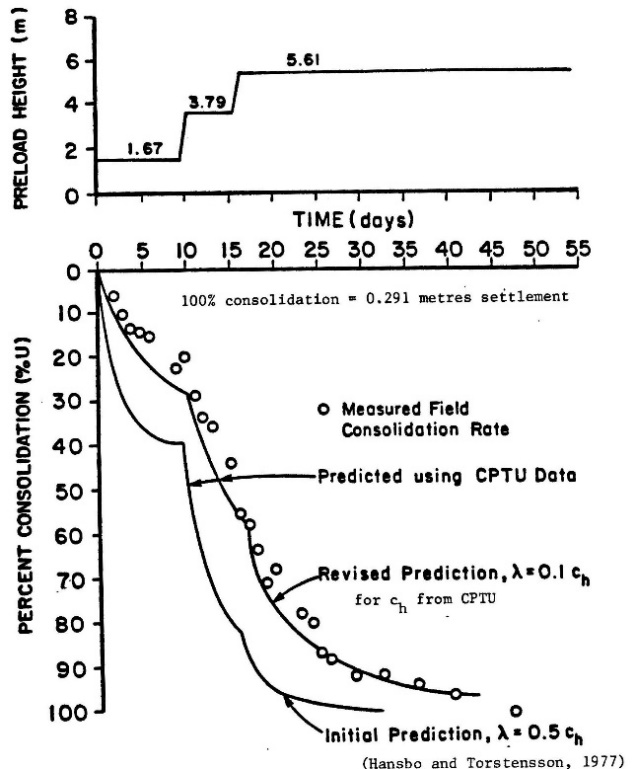 PRELOAD HEIGHT (m)
8
6
4
2
0
1.67
3.79
5.61
TIME (days)
0 5 10 15 20 25 30 35 40 45 50 55
PERCENT CONSOLIDATION (%U)
0
10
20
30
40
50
60
70
80
90
100
100% consolidation = 0.291 metres settlement
Measured Field
Consolidation Rate
Predicted using CPTU Data
Revised Prediction, λ=0.1 ch
for ch from CPTU
Initial Prediction, λ=0.5 ch
(Hansbo and Torstensson, 1977)